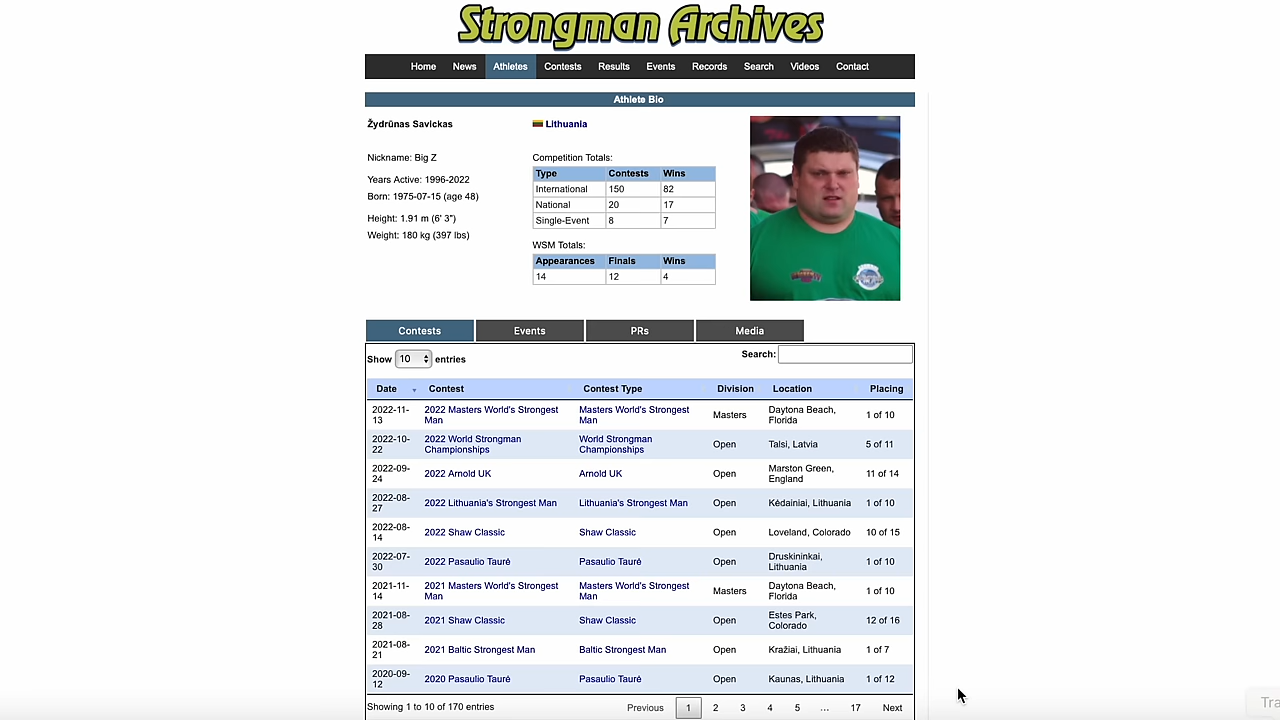 Strongman Archives
Home News Athletes Contests Results Events Records Search Videos Contact
Athlete Bio
Žydrūnas Savickas
Lithuania
Nickname: Big Z
Years Active: 1996-2022
Born: 1975-07-15 (age 48)
Height: 1.91 m (6' 3")
Weight: 180 kg (397 lbs)
Competition Totals:
Type Contests Wins
International 150 82
National 20 17
Single-Event 8 7
WSM Totals:
Appearances Finals Wins
14 12 4
Contests Events PRs Media
Show 10 entries Search:
Date Contest Contest Type Division Location Placing
2022-11-13 2022 Masters World's Strongest Man Masters World's Strongest Man Masters Daytona Beach, Florida 1 of 10
2022-10-22 2022 World Strongman Championships World Strongman Championships Open Talsi, Latvia 5 of 11
2022-09-24 2022 Arnold UK Arnold UK Open Marston Green, England 11 of 14
2022-08-27 2022 Lithuania's Strongest Man Lithuania's Strongest Man Open Kėdainiai, Lithuania 1 of 10
2022-08-14 2022 Shaw Classic Shaw Classic Open Loveland, Colorado 10 of 15
2022-07-30 2022 Pasaulio Taurė Pasaulio Taurė Open Druskininkai, Lithuania 1 of 10
2021-11-14 2021 Masters World's Strongest Man Masters World's Strongest Man Masters Daytona Beach, Florida 1 of 10
2021-08-28 2021 Shaw Classic Shaw Classic Open Estes Park, Colorado 12 of 16
2021-08-21 2021 Baltic Strongest Man Baltic Strongest Man Open Kražiai, Lithuania 1 of 7
2020-09-12 2020 Pasaulio Taurė Pasaulio Taurė Open Kaunas, Lithuania 1 of 12
Showing 1 to 10 of 170 entries Previous 1 2 3 4 5 … 17 Next
Tra